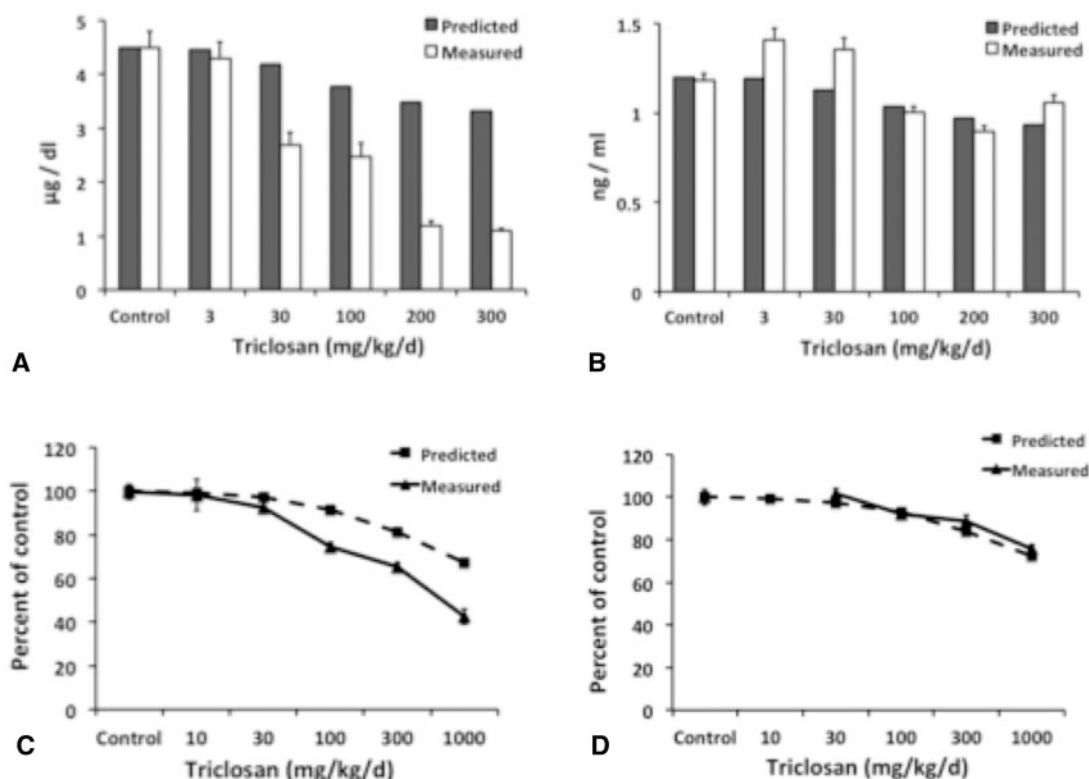 5
4
3
2
1
0
µg / dl
Predicted
Measured
Control 3 30 100 200 300
Triclosan (mg/kg/d)
A
1.5
1
0.5
0
ng / ml
Predicted
Measured
Control 3 30 100 200 300
Triclosan (mg/kg/d)
B
120
100
80
60
40
20
0
Percent of control
Predicted
Measured
Control 10 30 100 300 1000
Triclosan (mg/kg/d)
C
120
100
80
60
40
20
0
Percent of control
Predicted
Measured
Control 10 30 100 300 1000
Triclosan (mg/kg/d)
D